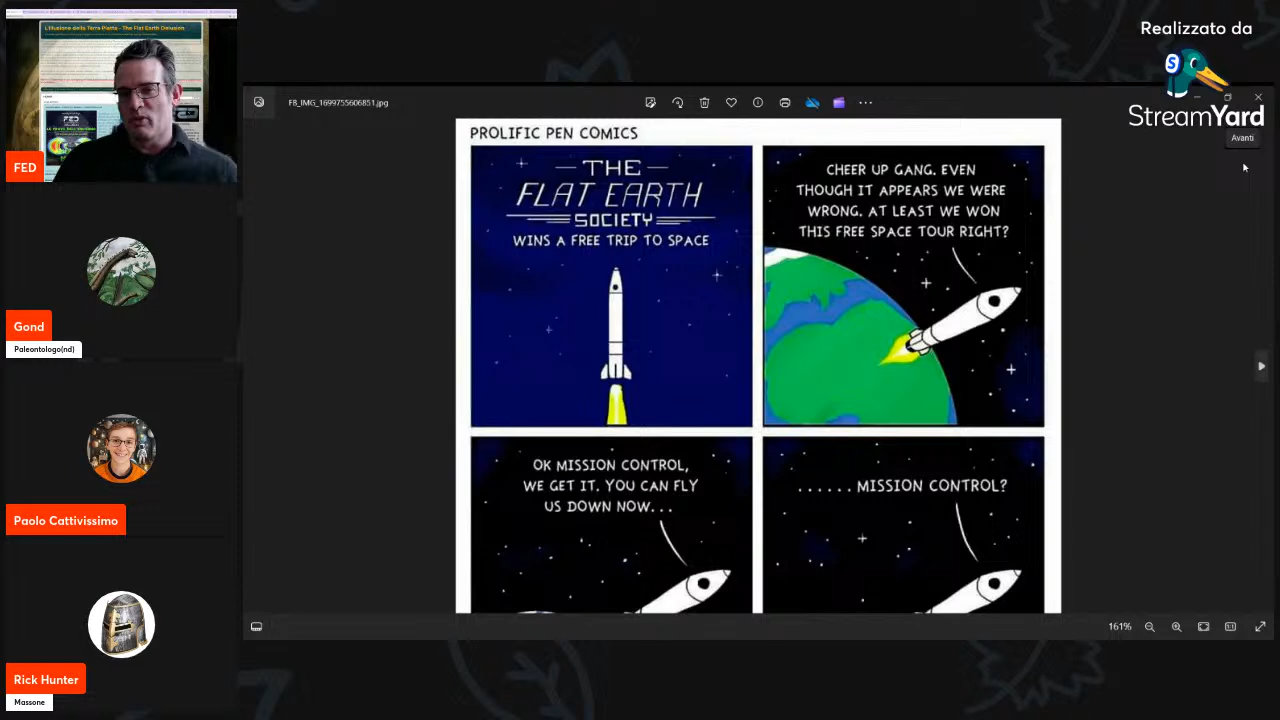 L'illusione della Terra Piatta - The Flat Earth Delusion
FED
FED
Gond
Paleontologo(nd)
Paolo Cattivissimo
Rick Hunter
Massone
FB_IMG_1699755606851.jpg
Realizzato da
StreamYard
Avanti
PROLIFIC PEN COMICS
THE
FLAT EARTH
SOCIETY
WINS A FREE TRIP TO SPACE
CHEER UP GANG. EVEN
THOUGH IT APPEARS WE WERE
WRONG. AT LEAST WE WON
THIS FREE SPACE TOUR RIGHT?
OK MISSION CONTROL,
WE GET IT. YOU CAN FLY
US DOWN NOW...
......MISSION CONTROL?
161%